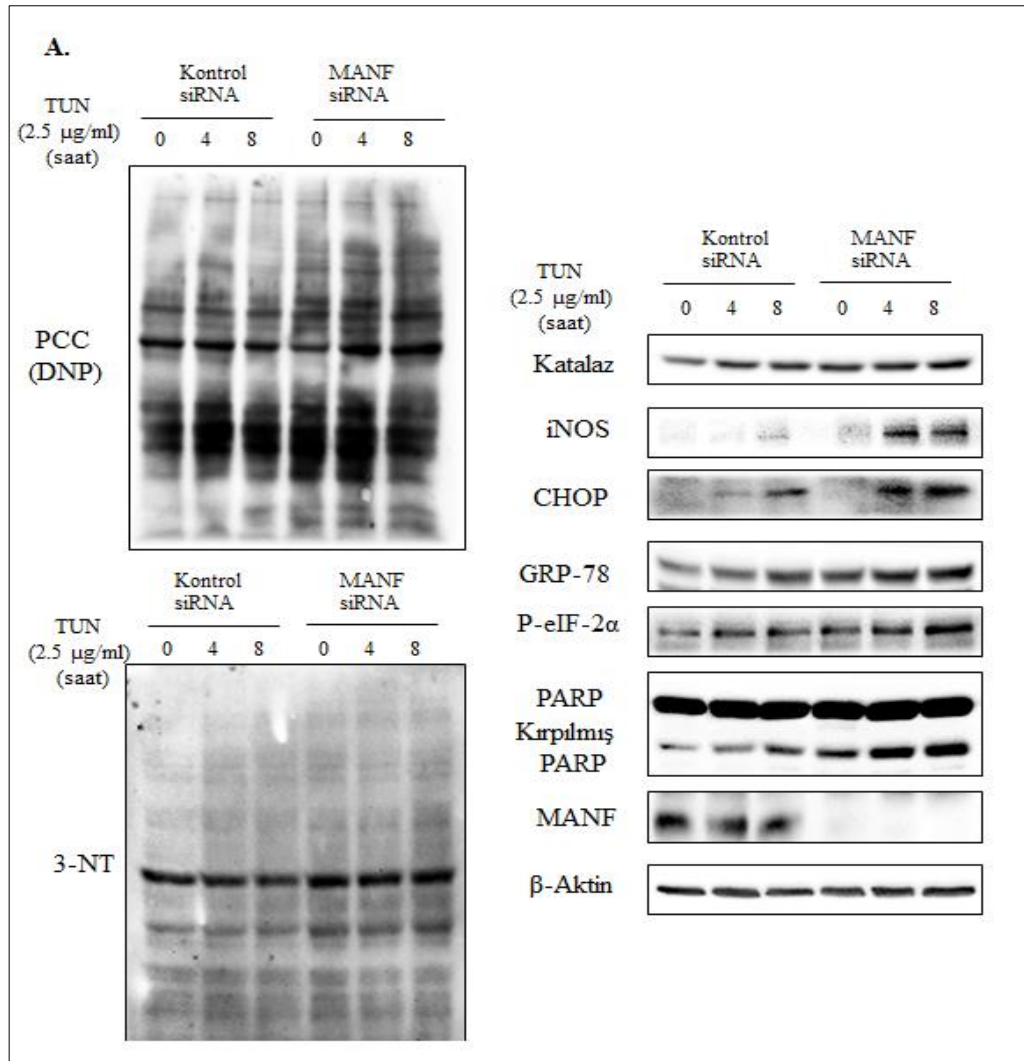 A.
Kontrol
siRNA
MANF
siRNA
TUN
(2.5 µg/ml)
(saat)
0 4 8 0 4 8
PCC
(DNP)
Kontrol
siRNA
MANF
siRNA
TUN
(2.5 µg/ml)
(saat)
0 4 8 0 4 8
3-NT
Kontrol
siRNA
MANF
siRNA
TUN
(2.5 µg/ml)
(saat)
0 4 8 0 4 8
Katalaz
iNOS
CHOP
GRP-78
P-eIF-2α
PARP
Kırpılmış
PARP
MANF
β-Aktin